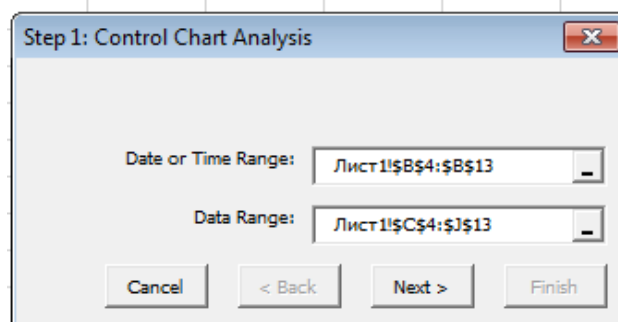 Step 1: Control Chart Analysis
Date or Time Range: Лист1!$B$4:$B$13
Data Range: Лист1!$C$4:$J$13
Cancel < Back Next > Finish